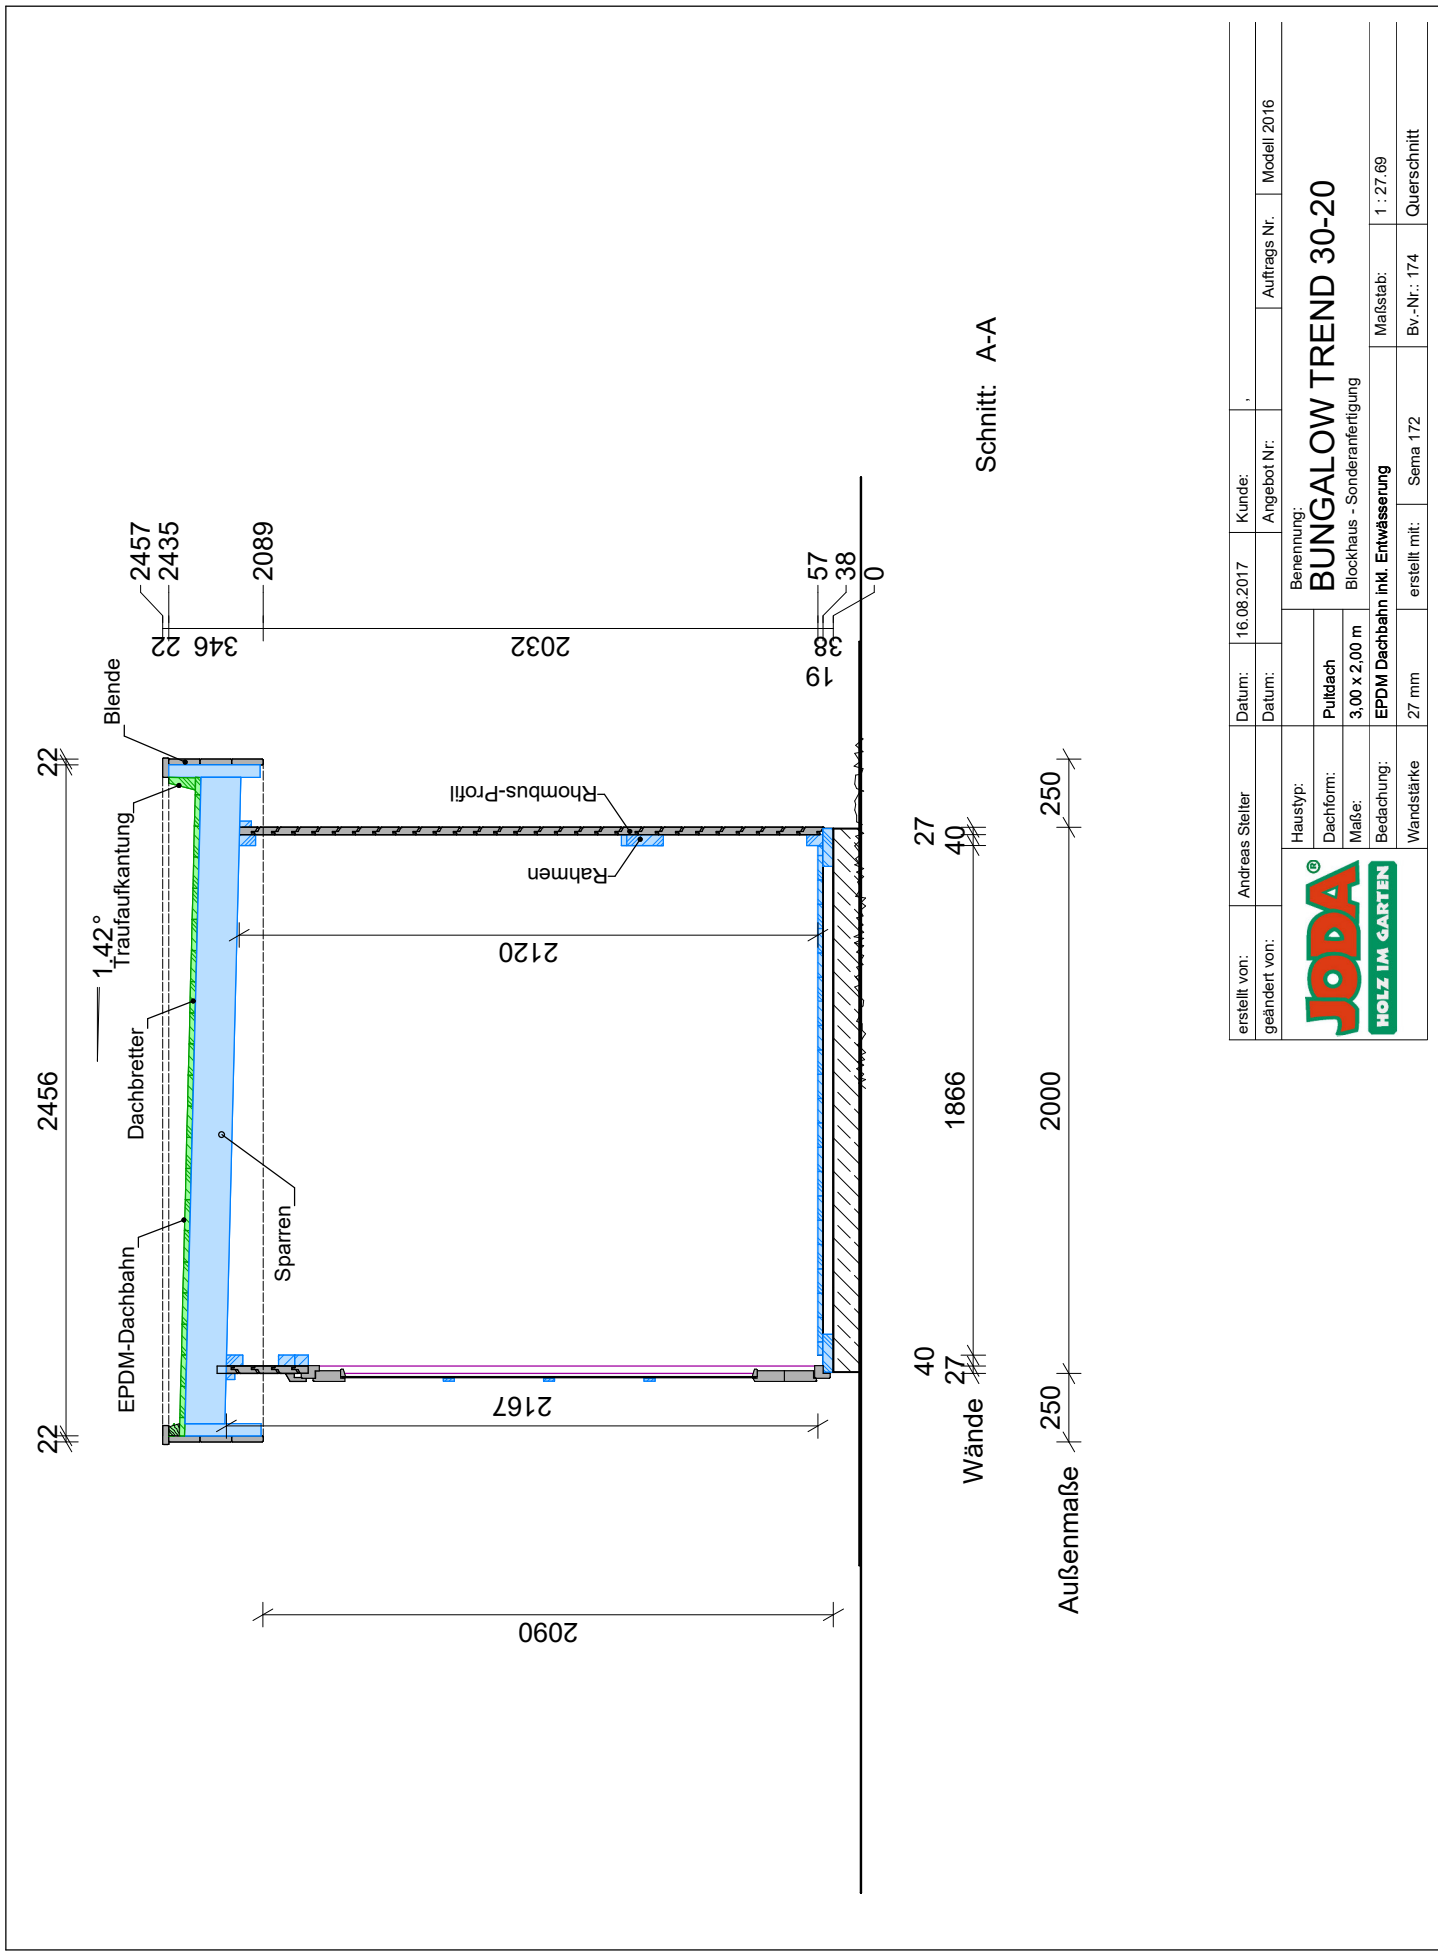 22
2456
22
1,42°
EPDM-Dachbahn
Dachbretter
Traufaufkantung
Blende
Sparren
2457
2435
2089
57
38
0
22
346
2032
38
19
Rhombus-Profil
Rahmen
2120
2167
2090
Schnitt: A-A
Wände
40
27
1866
27
40
Außenmaße
250
2000
250
erstellt von: Andreas Stelter Datum: 16.08.2017 Kunde: ,
geändert von: Datum: Angebot Nr: Auftrags Nr. Modell 2016
JODA®
HOLZ IM GARTEN
Haustyp:
Benennung:
BUNGALOW TREND 30-20
Dachform: Pultdach
Maße: 3,00 x 2,00 m
Blockhaus - Sonderanfertigung
Bedachung: EPDM Dachbahn inkl. Entwässerung Maßstab: 1 : 27.69
Wandstärke 27 mm erstellt mit: Sema 172 Bv.-Nr.: 174 Querschnitt